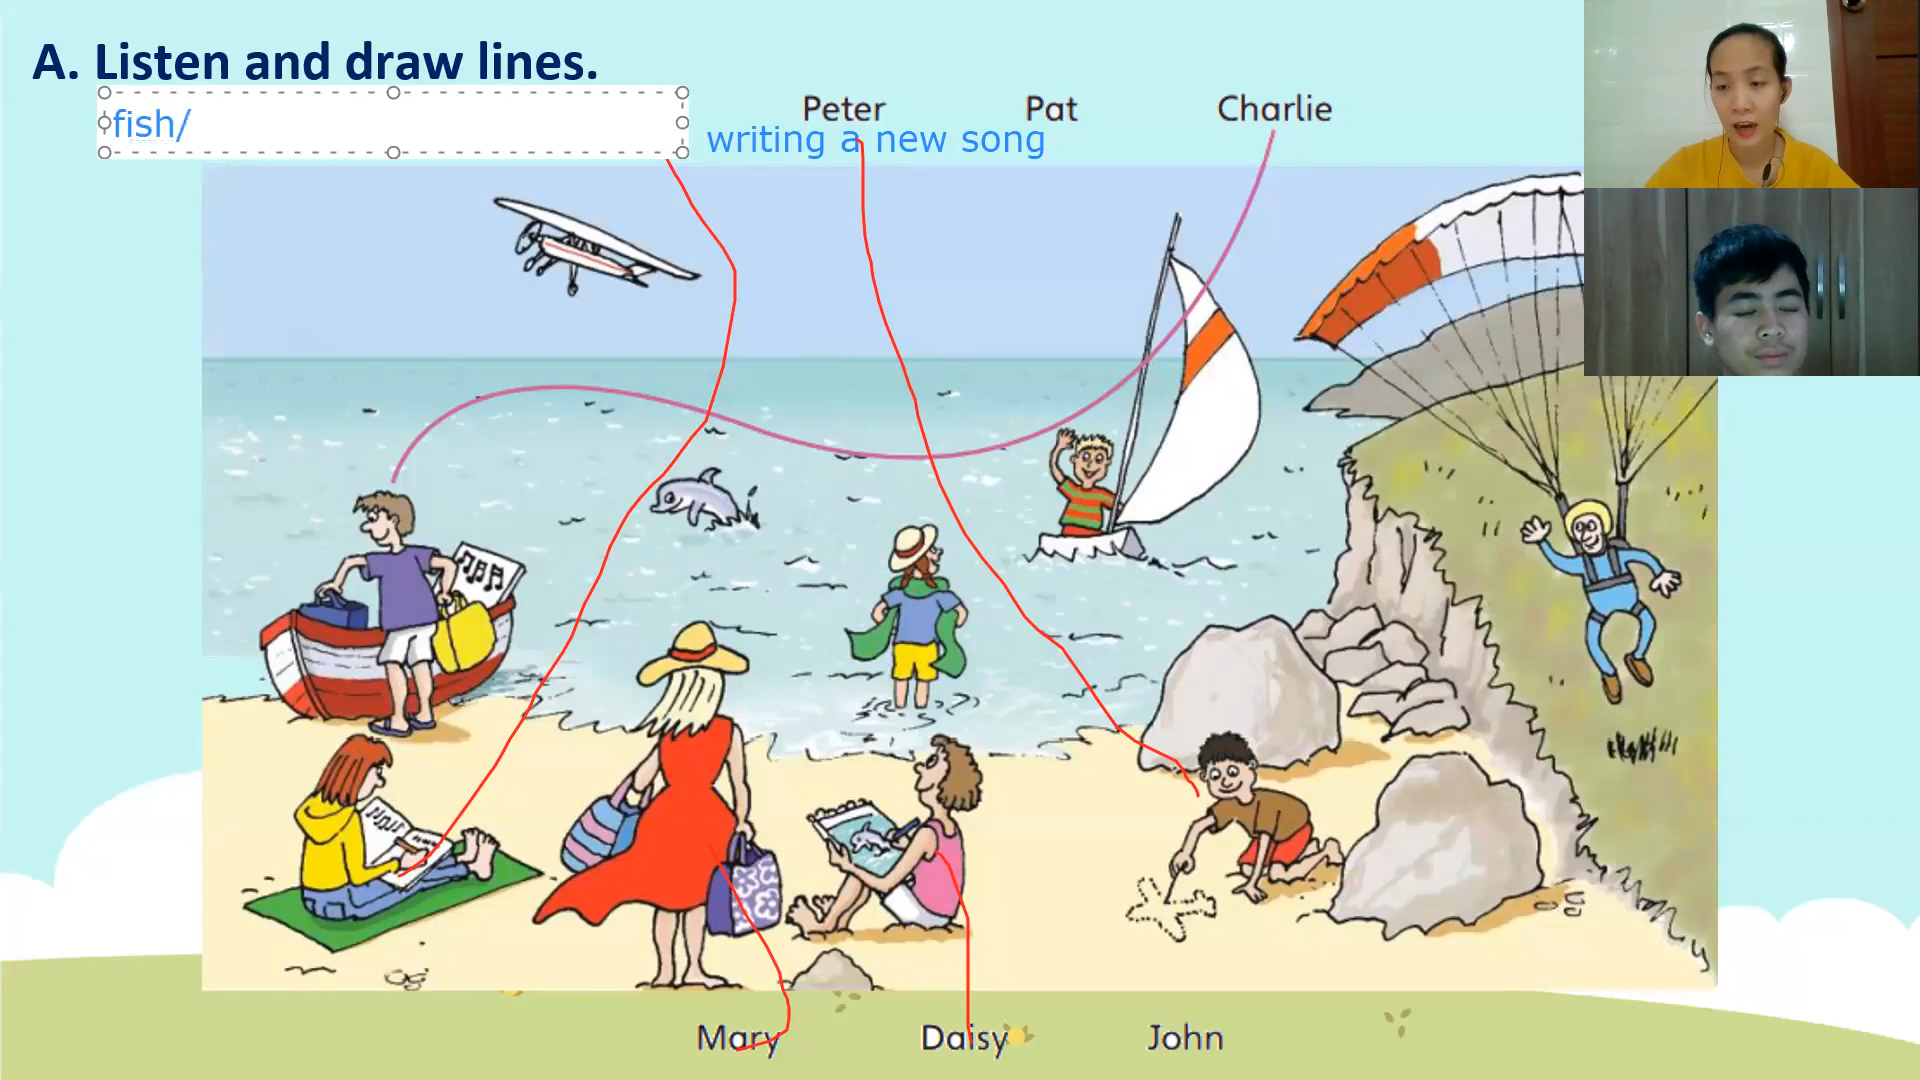 A. Listen and draw lines.
fish/
Peter Pat Charlie
writing a new song
Mary Daisy John